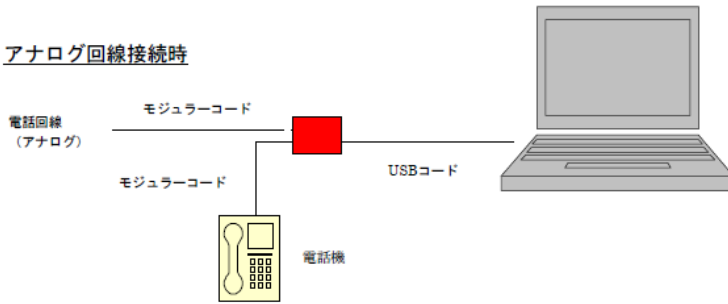 アナログ回線接続時
モジュラーコード
電話回線
(アナログ)
USBコード
モジュラーコード
電話機